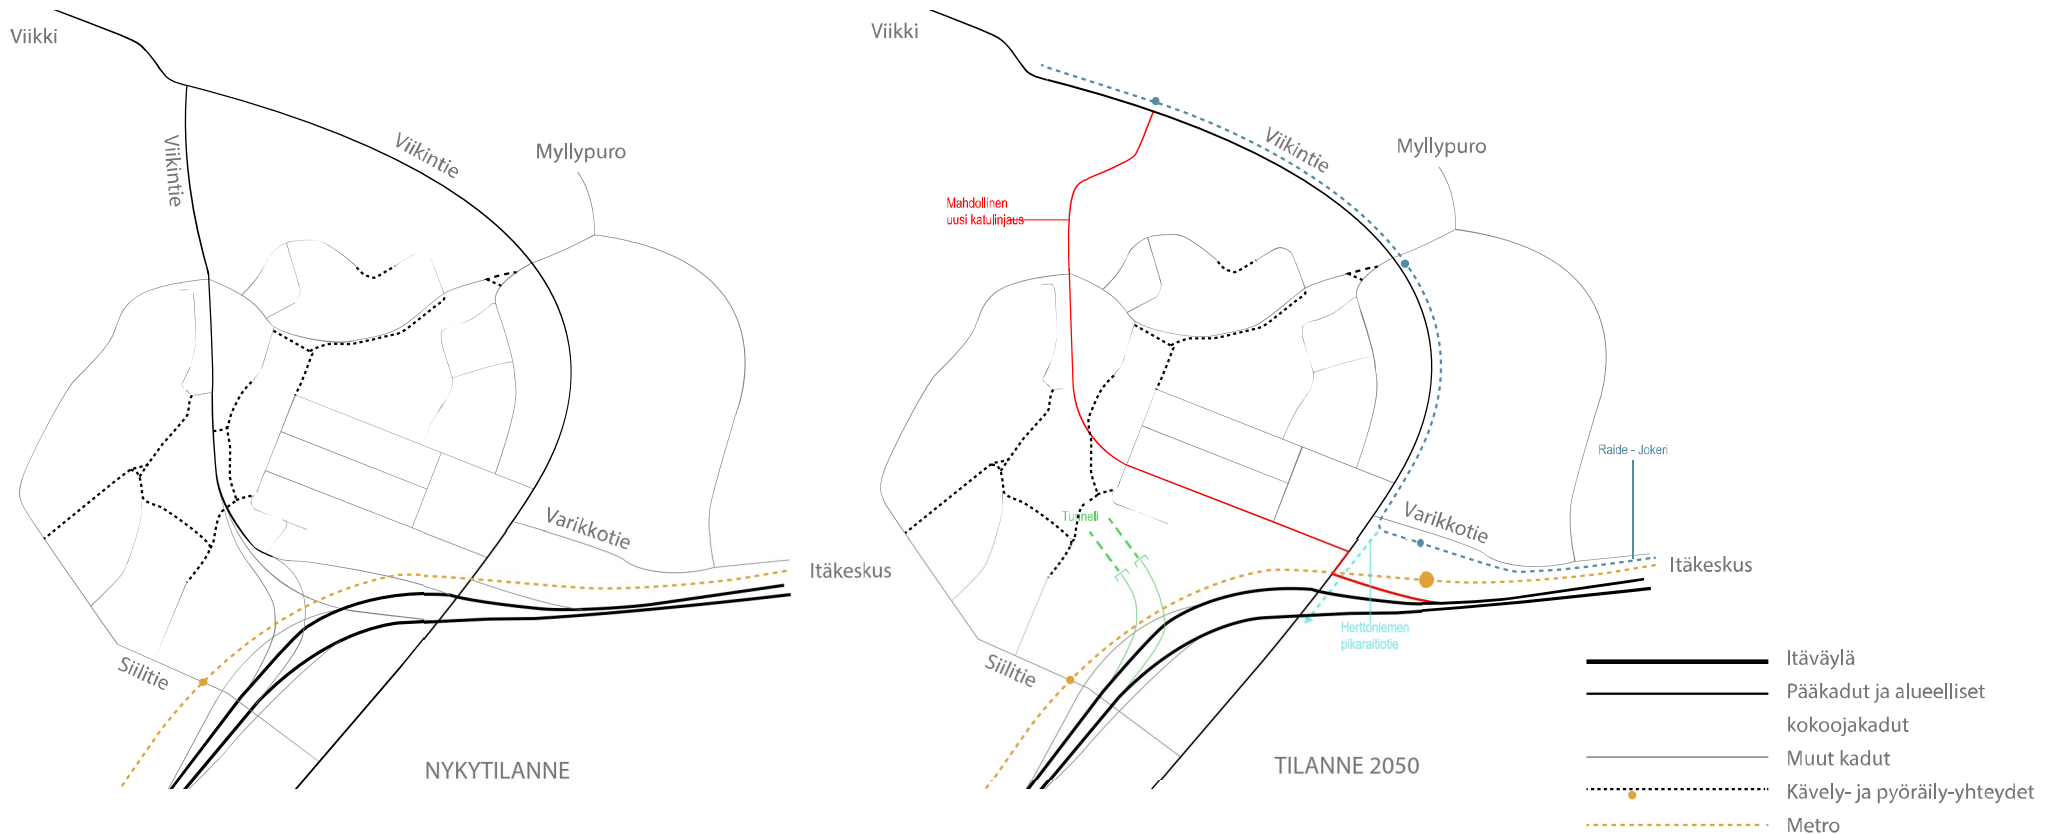 Viikki
Viikintie
Viikintie
Myllypuro
Varikkotie
Itäkeskus
Siilitie
NYKYTILANNE
Viikki
Viikintie
Myllypuro
Mahdollinen
uusi katulinjaus
Raide - Jokeri
Tunneli
Varikkotie
Itäkeskus
Herttoniemen
pikaraitiotie
Siilitie
TILANNE 2050
Itäväylä
Pääkadut ja alueelliset
kokoojakadut
Muut kadut
Kävely- ja pyöräily-yhteydet
Metro